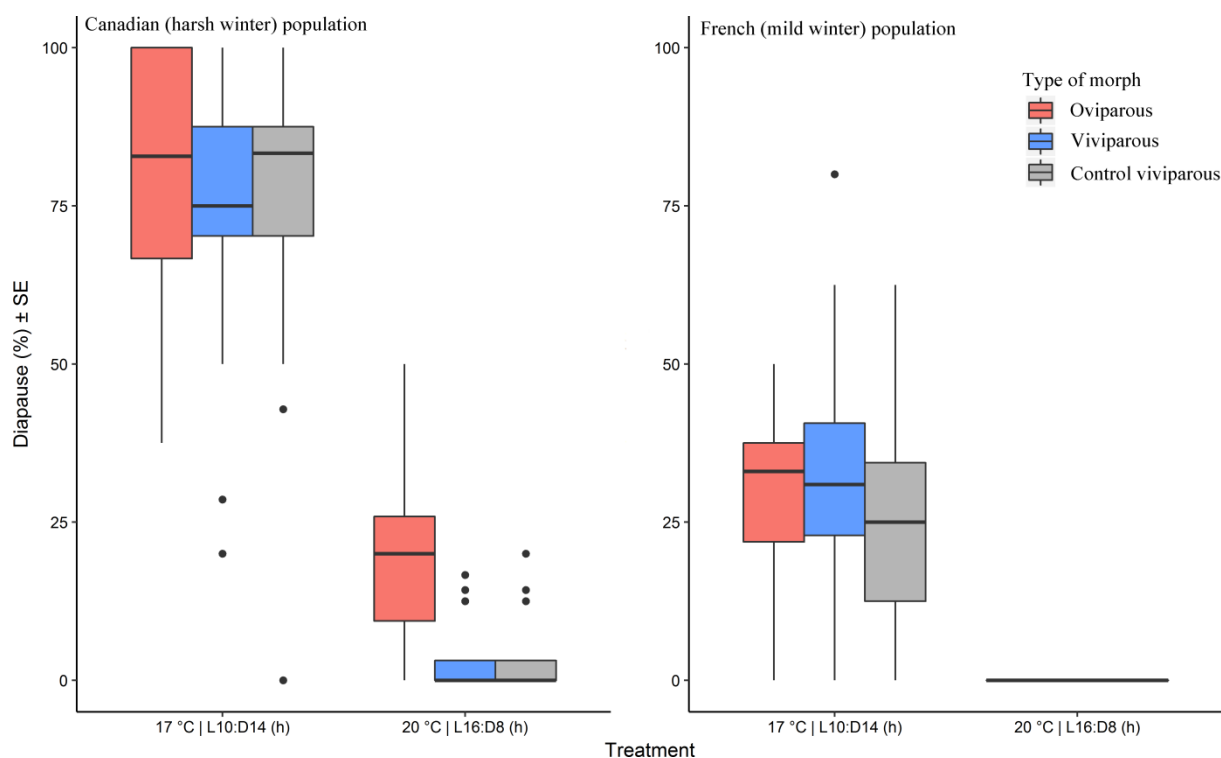 Canadian (harsh winter) population
French (mild winter) population
Type of morph
Oviparous
Viviparous
Control viviparous
Diapause (%) ± SE
100
75
50
25
0
100
75
50
25
0
17 °C | L10:D14 (h)
20 °C | L16:D8 (h)
17 °C | L10:D14 (h)
20 °C | L16:D8 (h)
Treatment